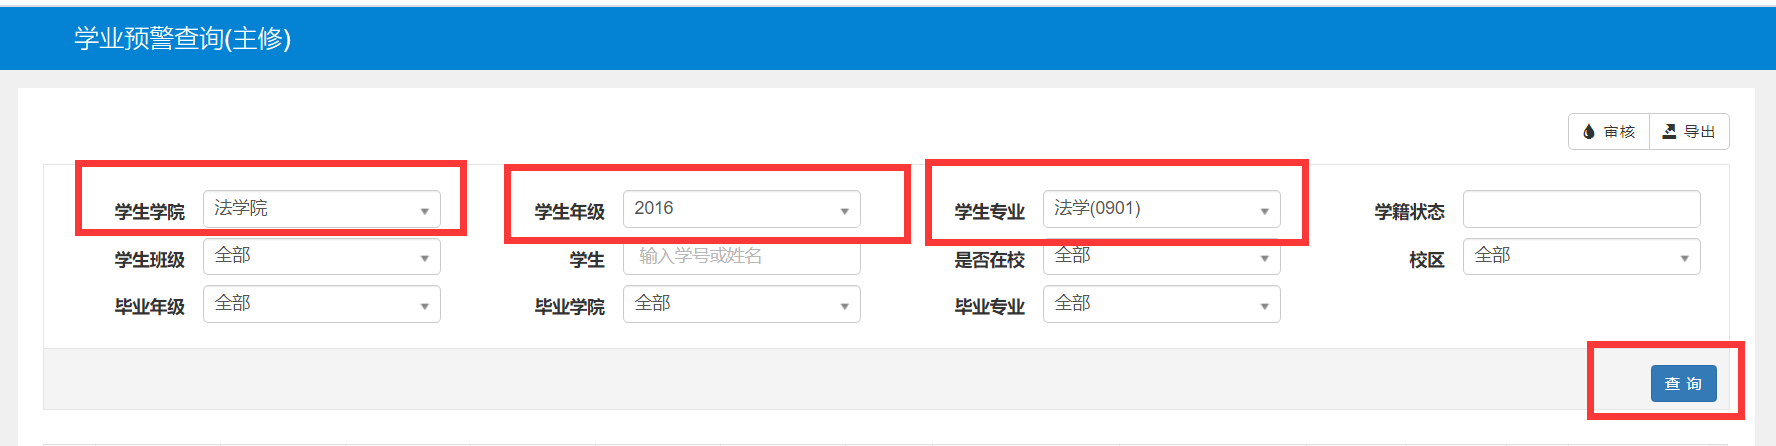 学业预警查询(主修)
审核 导出
学生学院 法学院 学生年级 2016 学生专业 法学(0901) 学籍状态
学生班级 全部 学生 输入学号或姓名 是否在校 全部 校区 全部
毕业年级 全部 毕业学院 全部 毕业专业 全部
查 询